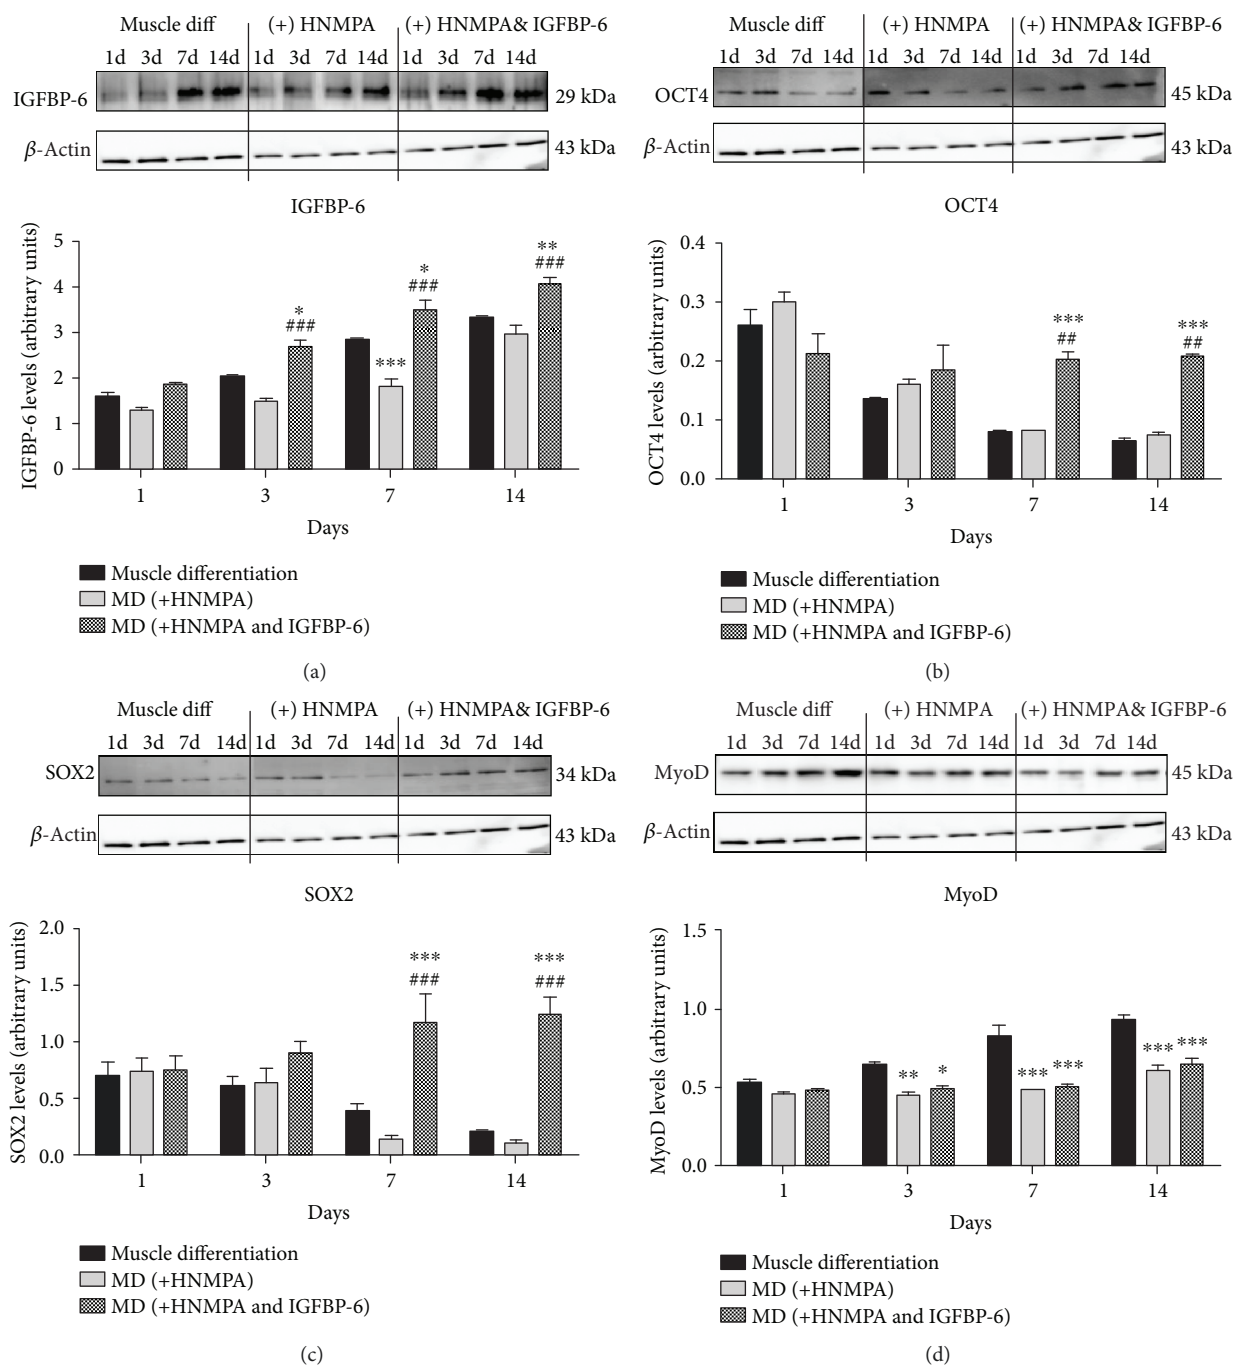 Muscle diff (+) HNMPA (+) HNMPA& IGFBP-6
1d 3d 7d 14d 1d 3d 7d 14d 1d 3d 7d 14d
IGFBP-6 29 kDa
β-Actin 43 kDa
IGFBP-6
IGFBP-6 levels (arbitrary units)
5
4
3
2
1
0
* ###
*** * ###
** ###
1 3 7 14
Days
Muscle differentiation
MD (+HNMPA)
MD (+HNMPA and IGFBP-6)
(a)
Muscle diff (+) HNMPA (+) HNMPA& IGFBP-6
1d 3d 7d 14d 1d 3d 7d 14d 1d 3d 7d 14d
OCT4 45 kDa
β-Actin 43 kDa
OCT4
OCT4 levels (arbitrary units)
0.4
0.3
0.2
0.1
0.0
*** ##
*** ##
1 3 7 14
Days
Muscle differentiation
MD (+HNMPA)
MD (+HNMPA and IGFBP-6)
(b)
Muscle diff (+) HNMPA (+) HNMPA& IGFBP-6
1d 3d 7d 14d 1d 3d 7d 14d 1d 3d 7d 14d
SOX2 34 kDa
β-Actin 43 kDa
SOX2
SOX2 levels (arbitrary units)
2.0
1.5
1.0
0.5
0.0
*** ###
*** ###
1 3 7 14
Days
Muscle differentiation
MD (+HNMPA)
MD (+HNMPA and IGFBP-6)
(c)
Muscle diff (+) HNMPA (+) HNMPA& IGFBP-6
1d 3d 7d 14d 1d 3d 7d 14d 1d 3d 7d 14d
MyoD 45 kDa
β-Actin 43 kDa
MyoD
MyoD levels (arbitrary units)
1.5
1.0
0.5
0.0
** *
*** ***
*** ***
1 3 7 14
Days
Muscle differentiation
MD (+HNMPA)
MD (+HNMPA and IGFBP-6)
(d)